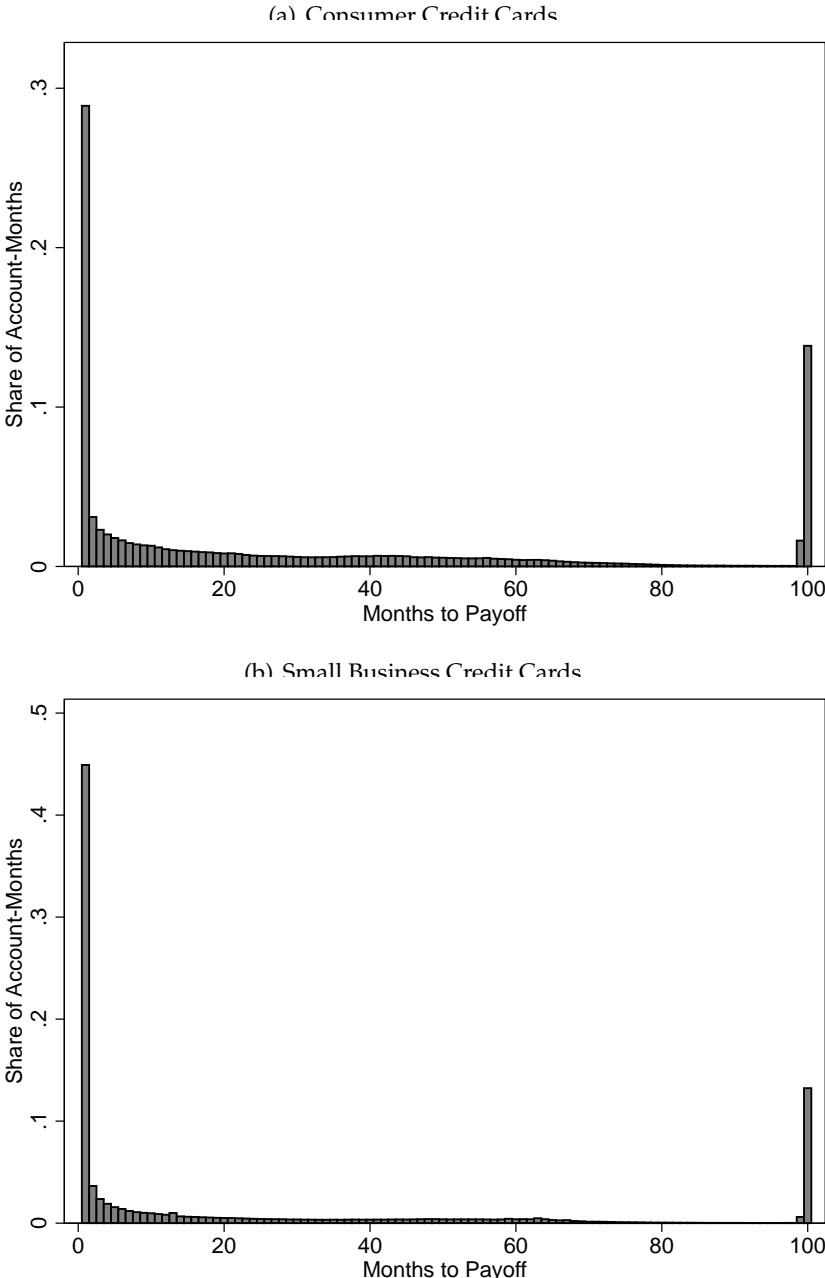 (a) Consumer Credit Cards
.3
.2
.1
0
Share of Account-Months
0 20 40 60 80 100
Months to Payoff
(b) Small Business Credit Cards
.5
.4
.3
.2
.1
0
Share of Account-Months
0 20 40 60 80 100
Months to Payoff